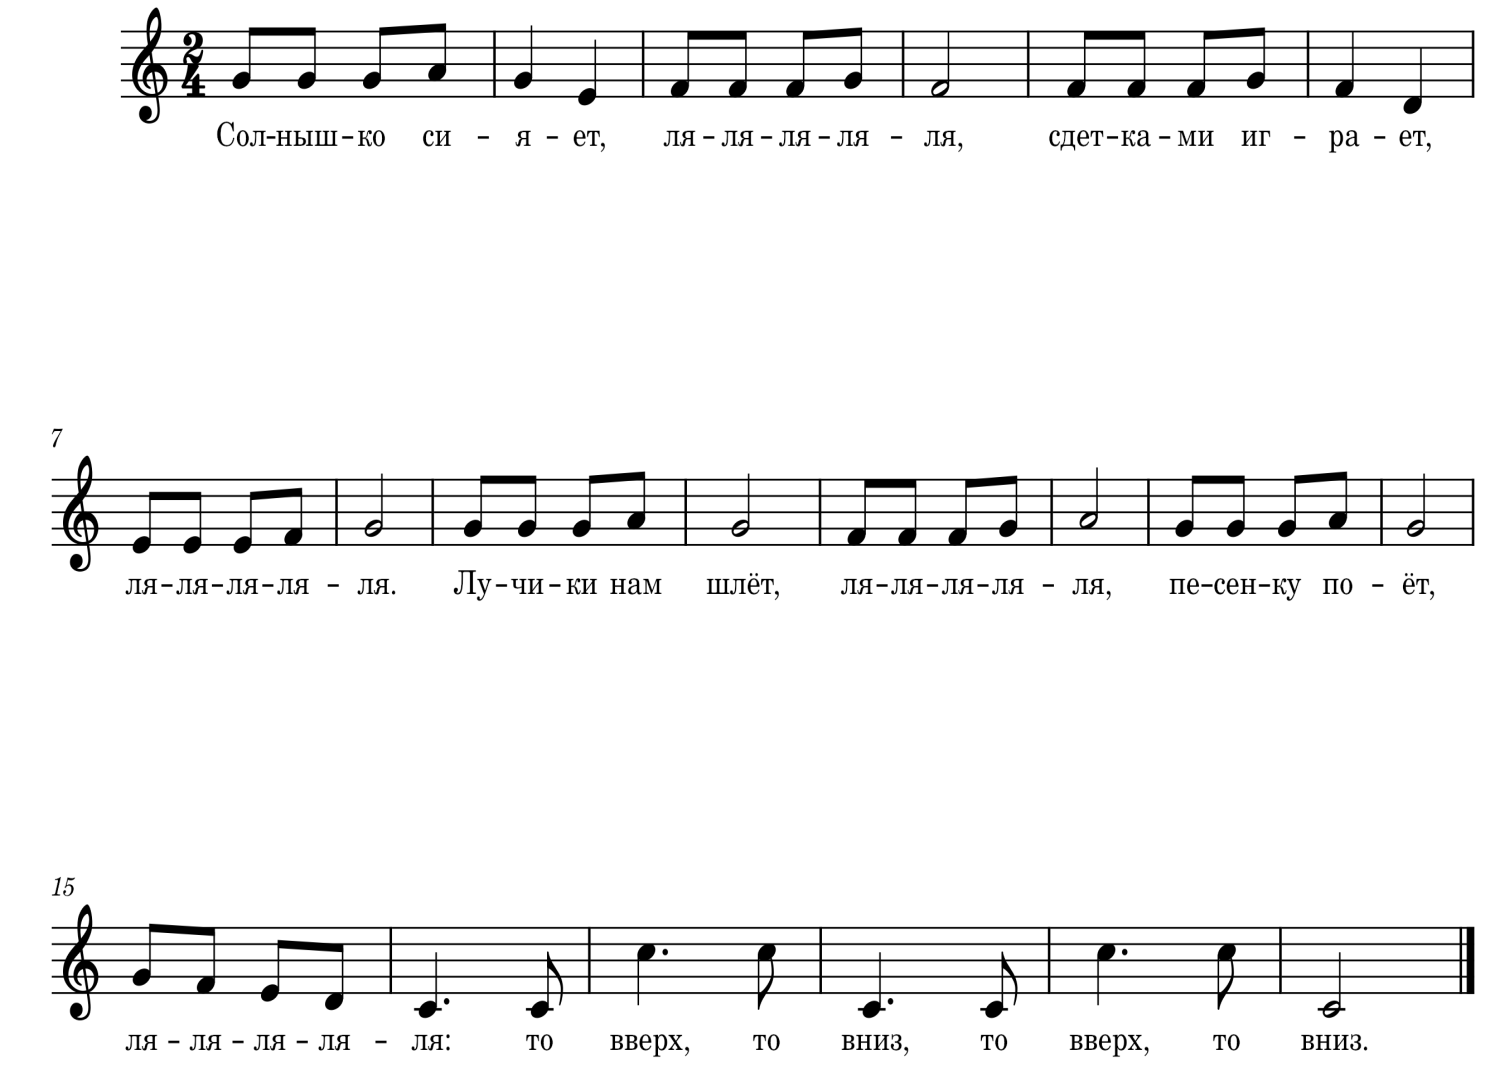 2
4
Сол-ныш-ко си - я - ет, ля-ля-ля-ля - ля, сдет-ка-ми иг - ра - ет,
7
ля-ля-ля-ля - ля. Лу-чи-ки нам шлёт, ля-ля-ля-ля - ля, пе-сен-ку по - ёт,
15
ля - ля - ля - ля - ля: то вверх, то вниз, то вверх, то вниз.